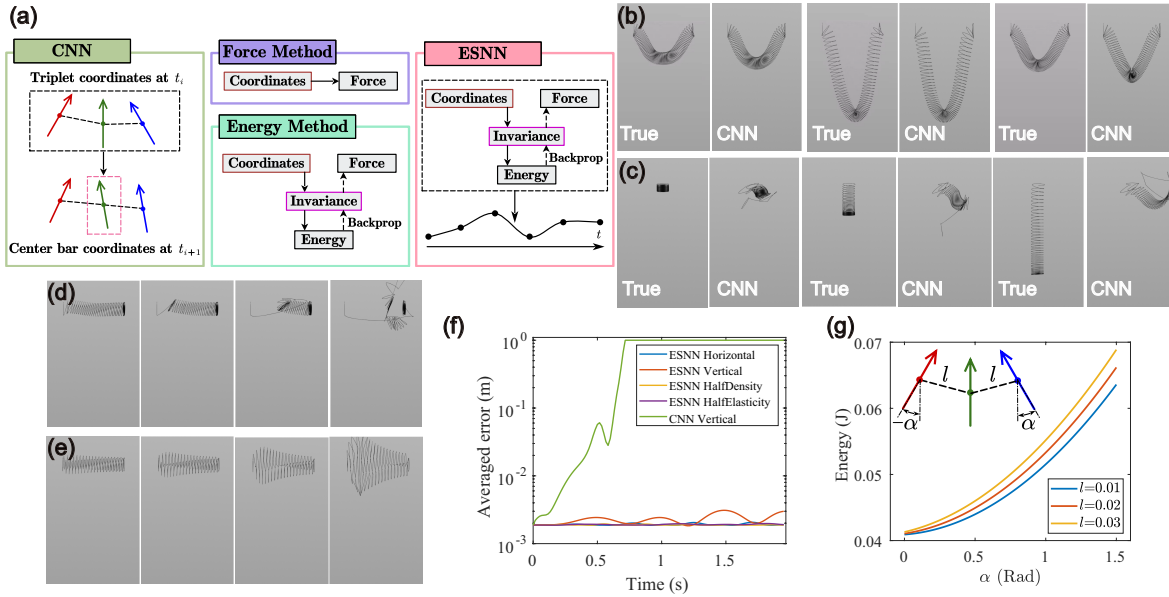 (a)
CNN
Triplet coordinates at t_i
Center bar coordinates at t_{i+1}
Force Method
Coordinates
Force
Energy Method
Coordinates
Force
Invariance
Backprop
Energy
ESNN
Coordinates
Force
Invariance
Backprop
Energy
t
(b)
True
CNN
True
CNN
True
CNN
(c)
True
CNN
True
CNN
True
CNN
(d)
(e)
(f)
Averaged error (m)
10^0
10^-1
10^-2
10^-3
ESNN Horizontal
ESNN Vertical
ESNN HalfDensity
ESNN HalfElasticity
CNN Vertical
0
0.5
1
1.5
Time (s)
(g)
Energy (J)
0.07
0.06
0.05
0.04
l
l
−α
α
l=0.01
l=0.02
l=0.03
0
0.5
1
1.5
α (Rad)